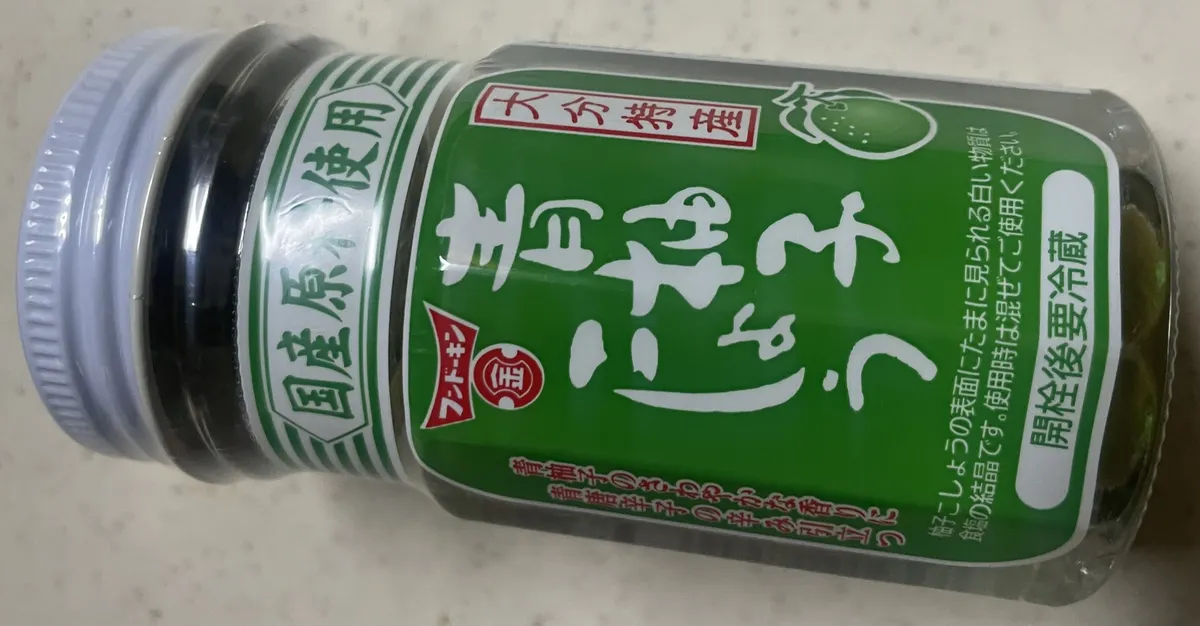 国産原料使用
大分特産
青柚子
こしょう
フンドーキン
金
青柚子のさわやかな香りに
青唐辛子の辛み引立つ
柚子こしょうの表面にたまに見られる白い物質は
食塩の結晶です。使用時は混ぜてご使用ください
開栓後要冷蔵